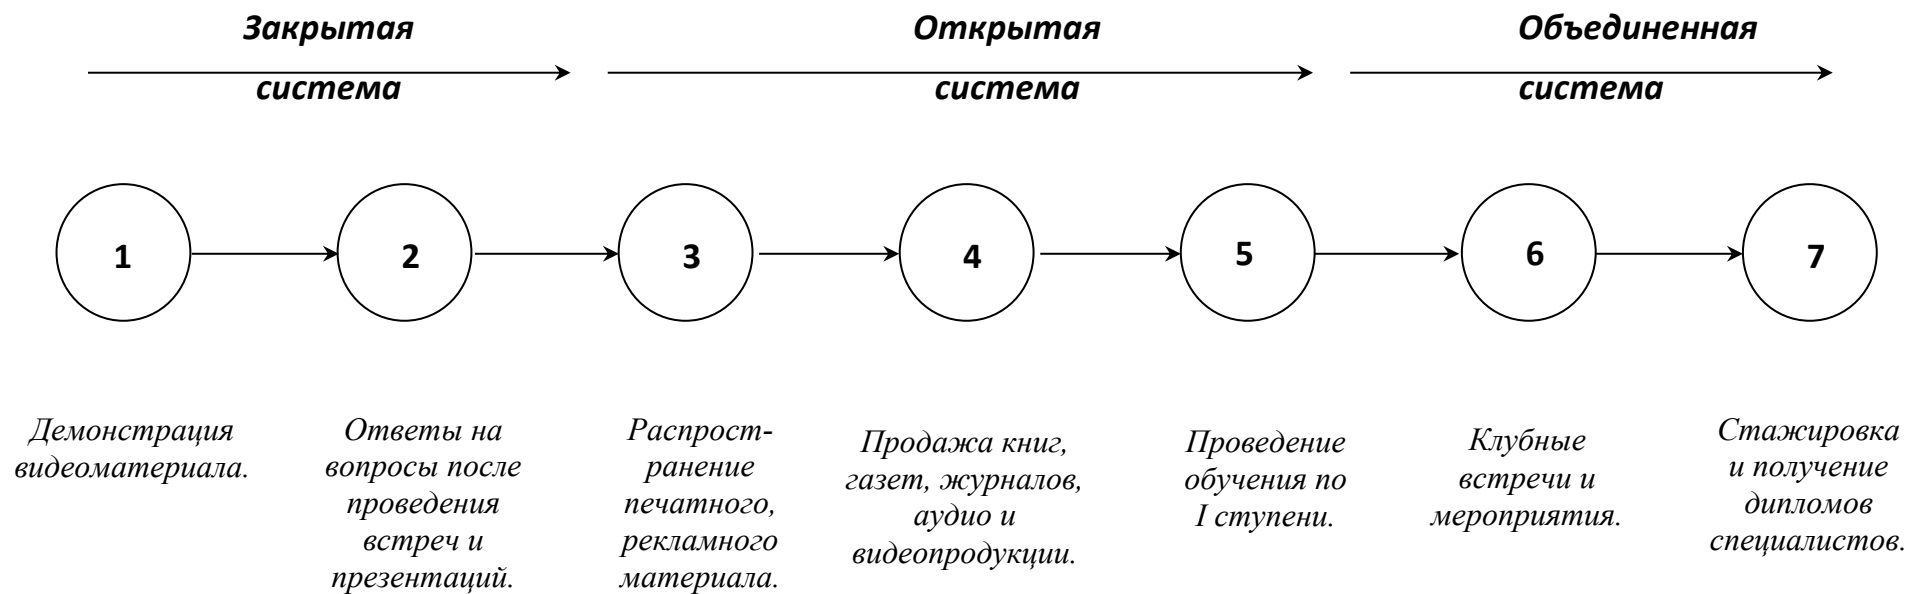 Закрытая
система
Открытая
система
Объединенная
система
1
2
3
4
5
6
7
Демонстрация
видеоматериала.
Ответы на
вопросы после
проведения
встреч и
презентаций.
Распрост-
ранение
печатного,
рекламного
материала.
Продажа книг,
газет, журналов,
аудио и
видеопродукции.
Проведение
обучения по
I ступени.
Клубные
встречи и
мероприятия.
Стажировка
и получение
дипломов
специалистов.